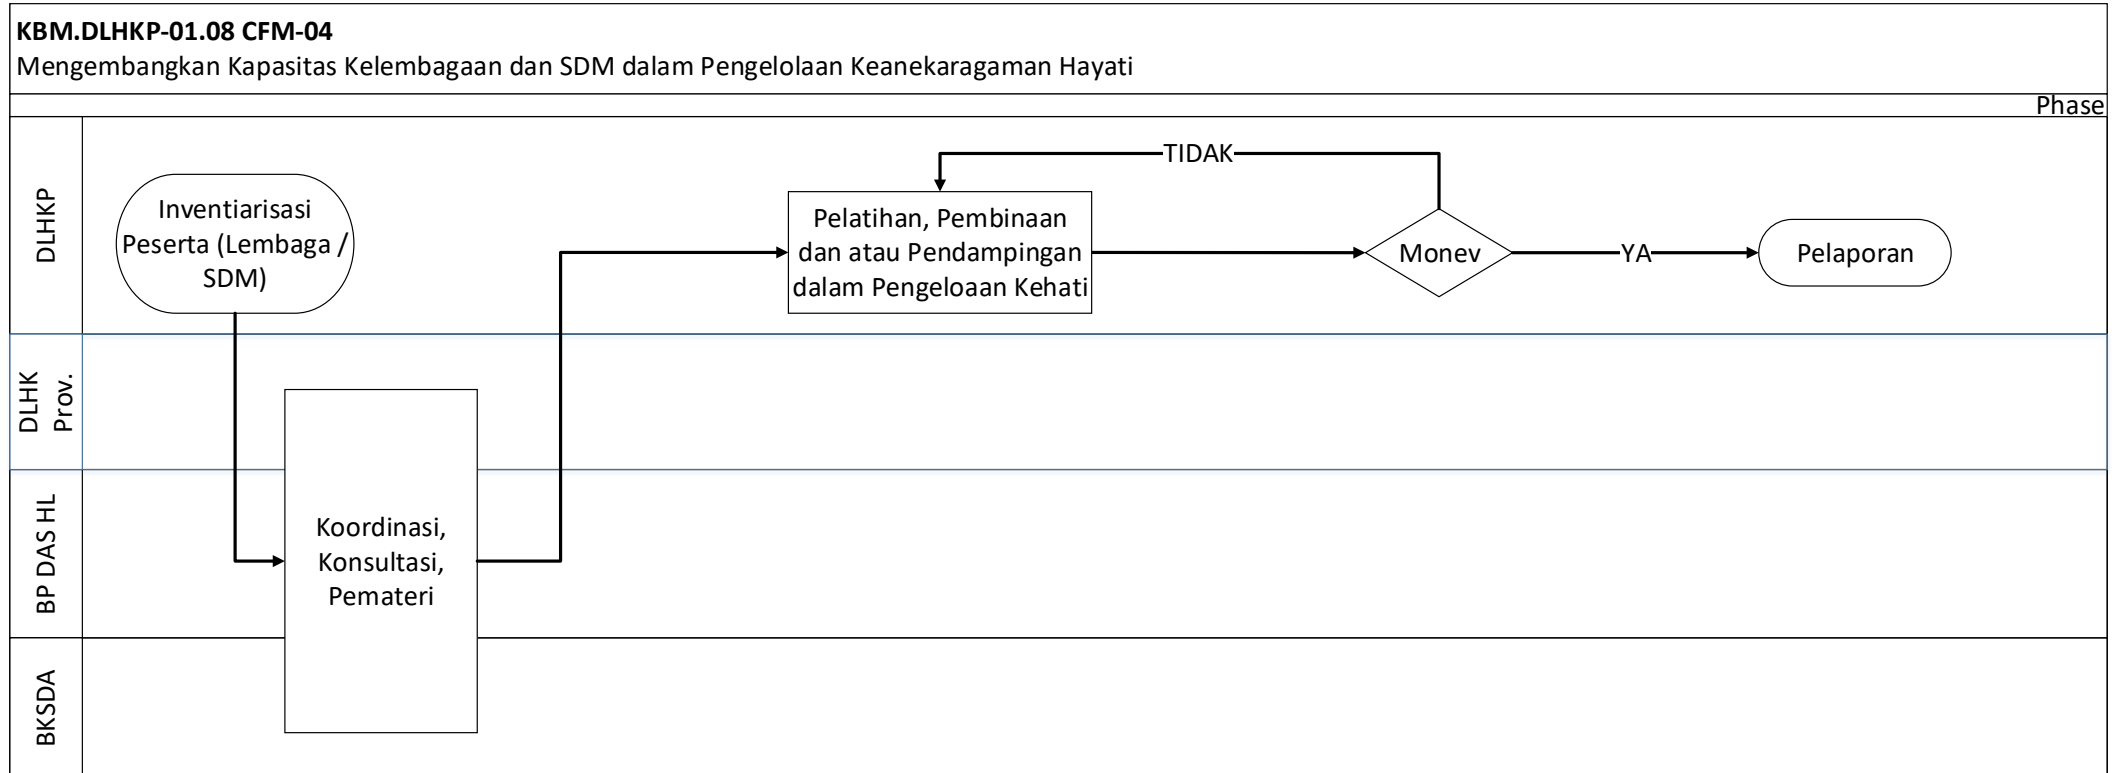 KBM.DLHKP-01.08 CFM-04
Mengembangkan Kapasitas Kelembagaan dan SDM dalam Pengelolaan Keanekaragaman Hayati
Phase
DLHKP
Inventiarisasi
Peserta (Lembaga /
SDM)
Pelatihan, Pembinaan
dan atau Pendampingan
dalam Pengeloaan Kehati
TIDAK
Monev
YA
Pelaporan
DLHK
Prov.
BP DAS HL
Koordinasi,
Konsultasi,
Pemateri
BKSDA